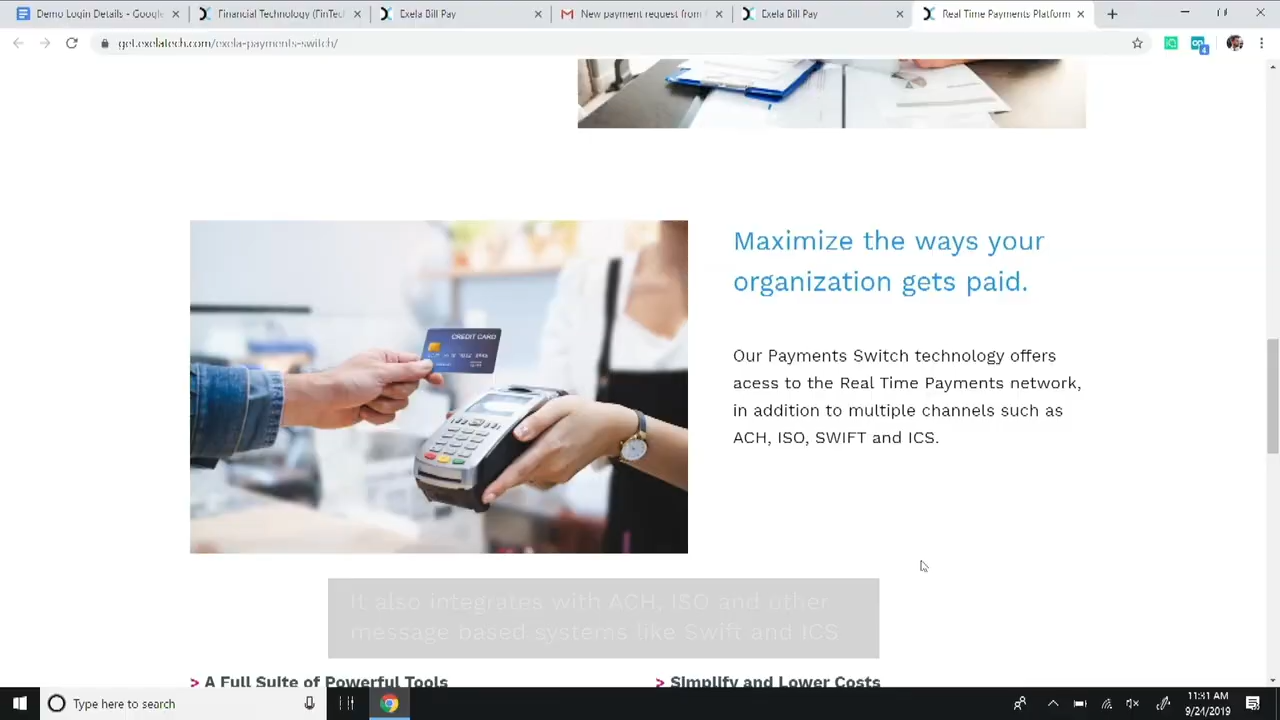 Demo Login Details - Google
Financial Technology (FinTec
Exela Bill Pay
New payment request from
Exela Bill Pay
Real Time Payments Platform
get.exelatech.com/exela-payments-switch/
Maximize the ways your
organization gets paid.
CREDIT CARD
Our Payments Switch technology offers
acess to the Real Time Payments network,
in addition to multiple channels such as
ACH, ISO, SWIFT and ICS.
It also integrates with ACH, ISO and other
message based systems like Swift and ICS
> A Full Suite of Powerful Tools
> Simplify and Lower Costs
Type here to search
11:31 AM
9/24/2019